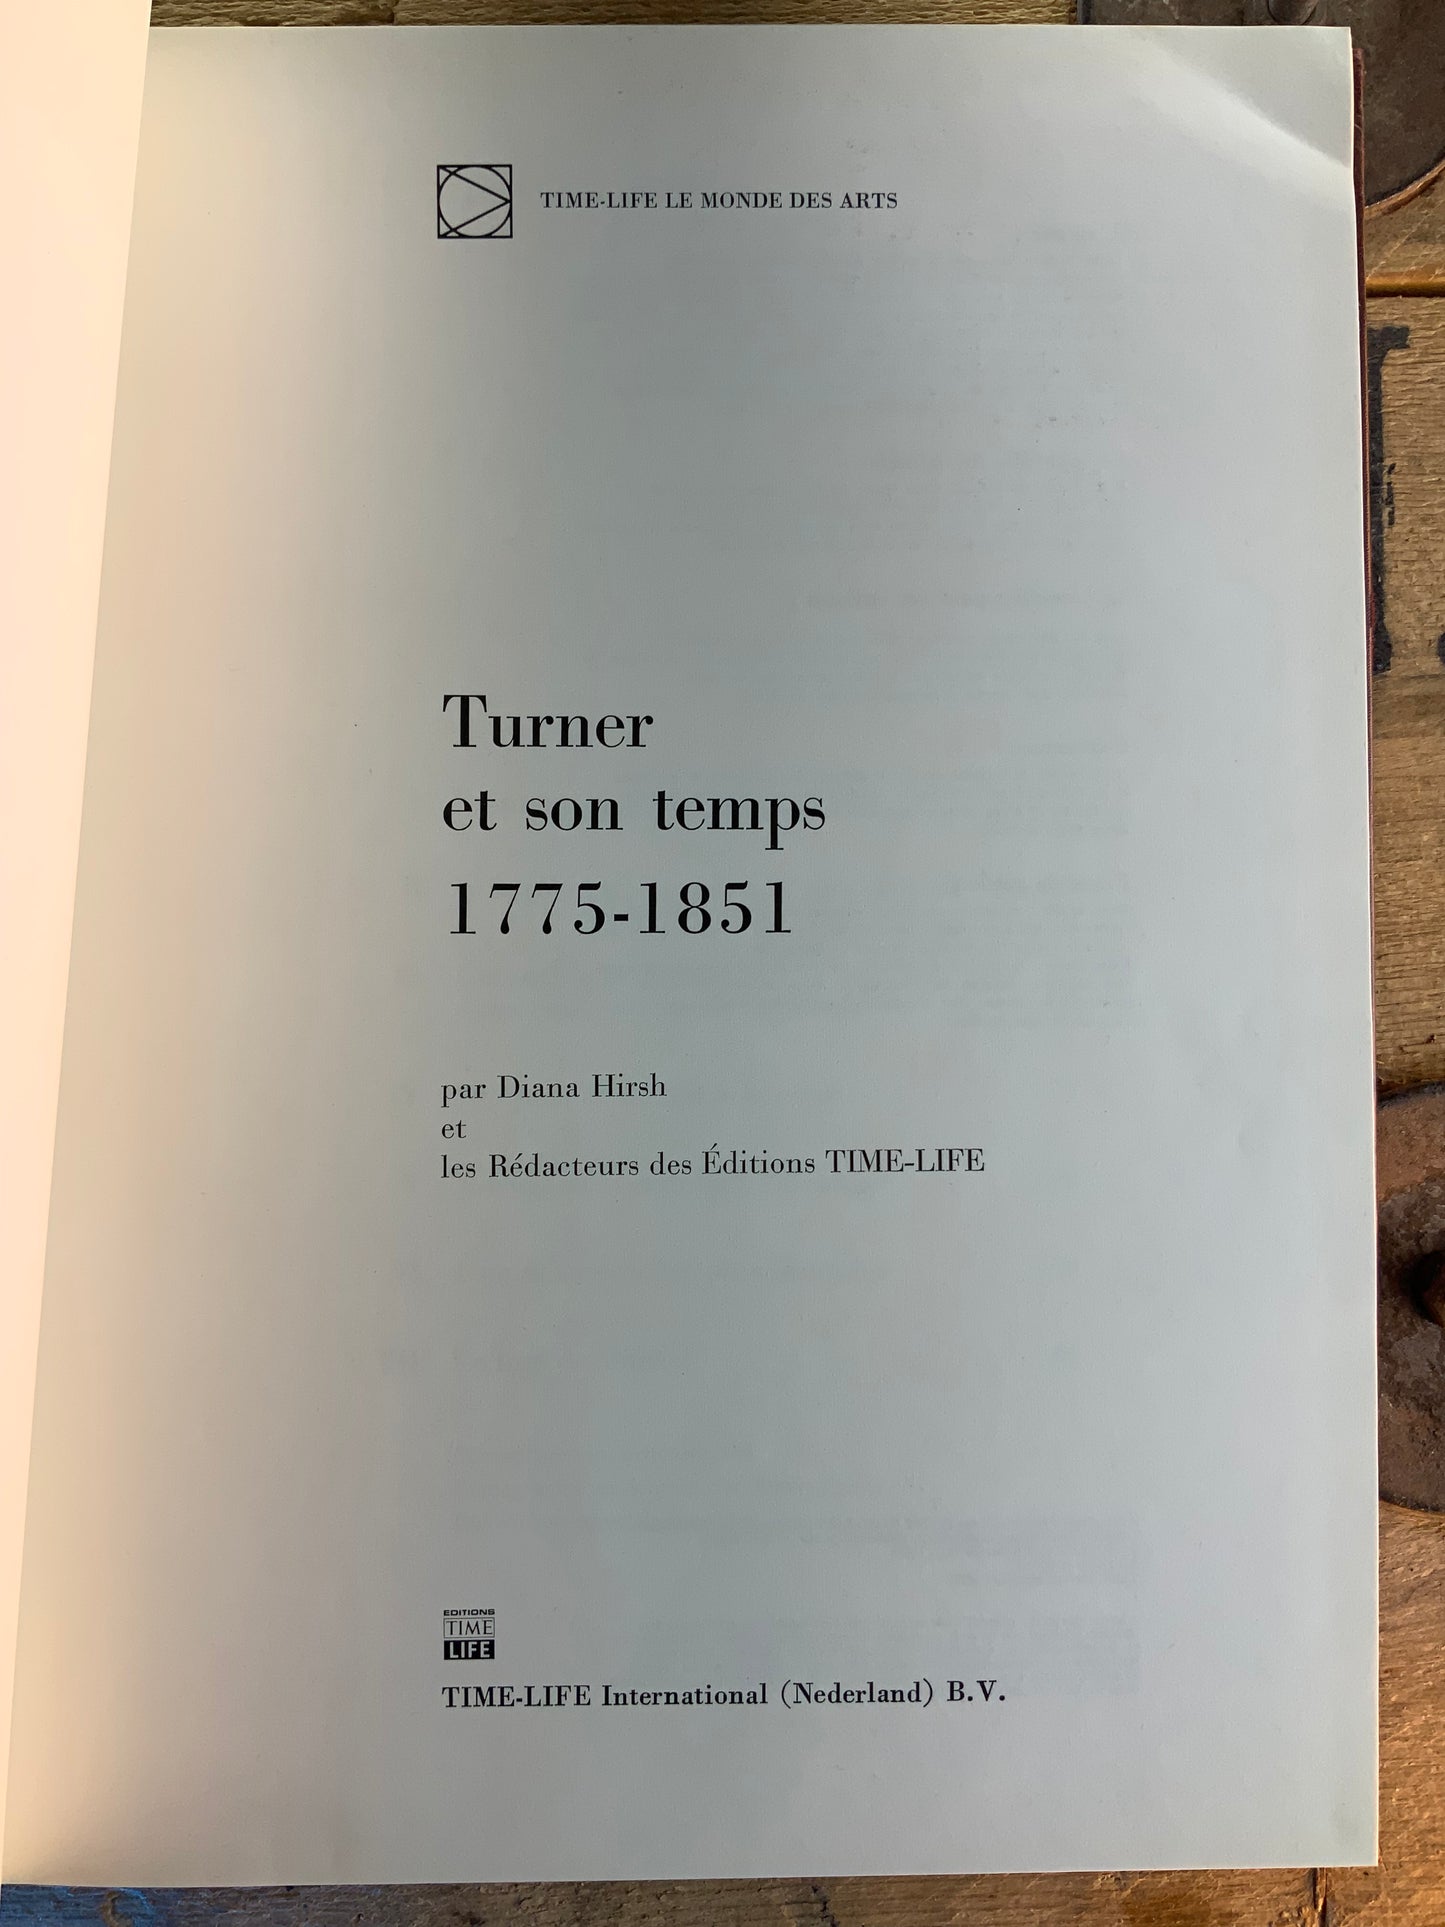 TIME-LIFE LE MONDE DES ARTS
Turner
et son temps
1775-1851
par Diana Hirsh
et
les Rédacteurs des Éditions TIME-LIFE
EDITIONS
TIME
LIFE
TIME-LIFE International (Nederland) B.V.